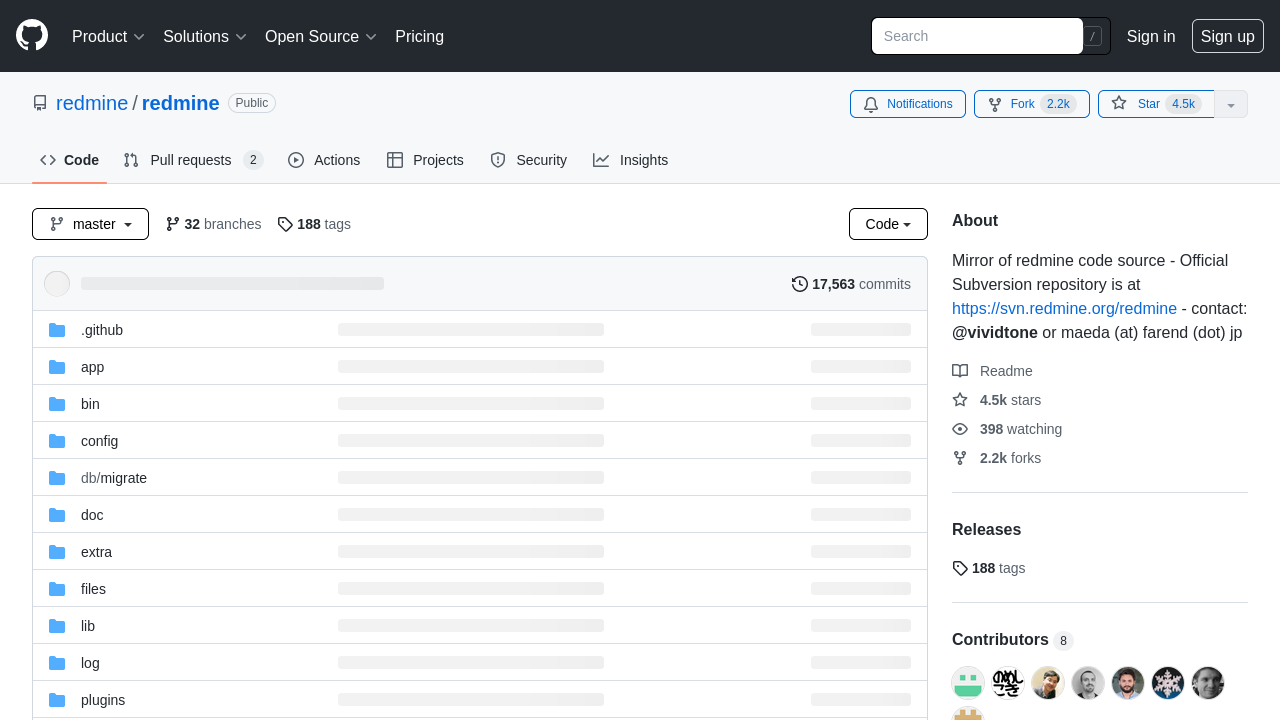 Product Solutions Open Source Pricing Search / Sign in Sign up
redmine / redmine Public Notifications Fork 2.2k Star 4.5k
Code Pull requests 2 Actions Projects Security Insights
master 32 branches 188 tags Code
17,563 commits
.github
app
bin
config
db/migrate
doc
extra
files
lib
log
plugins
About
Mirror of redmine code source - Official
Subversion repository is at
https://svn.redmine.org/redmine - contact:
@vividtone or maeda (at) farend (dot) jp
Readme
4.5k stars
398 watching
2.2k forks
Releases
188 tags
Contributors 8